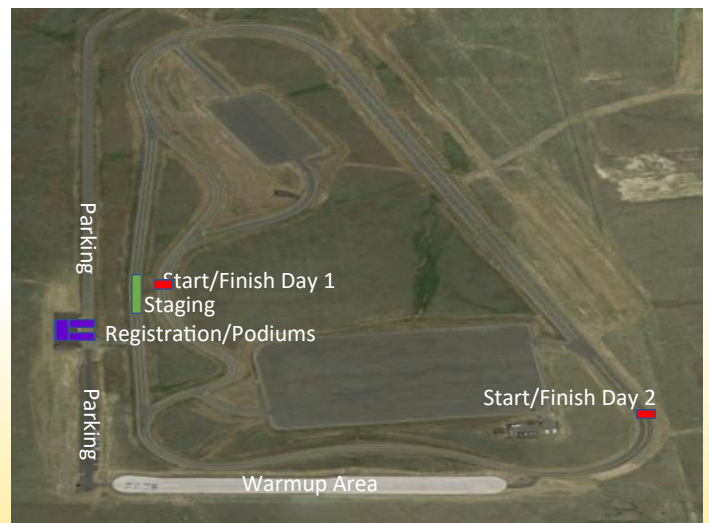 Parking
Start/Finish Day 1
Staging
Registration/Podiums
Parking
Start/Finish Day 2
Warmup Area